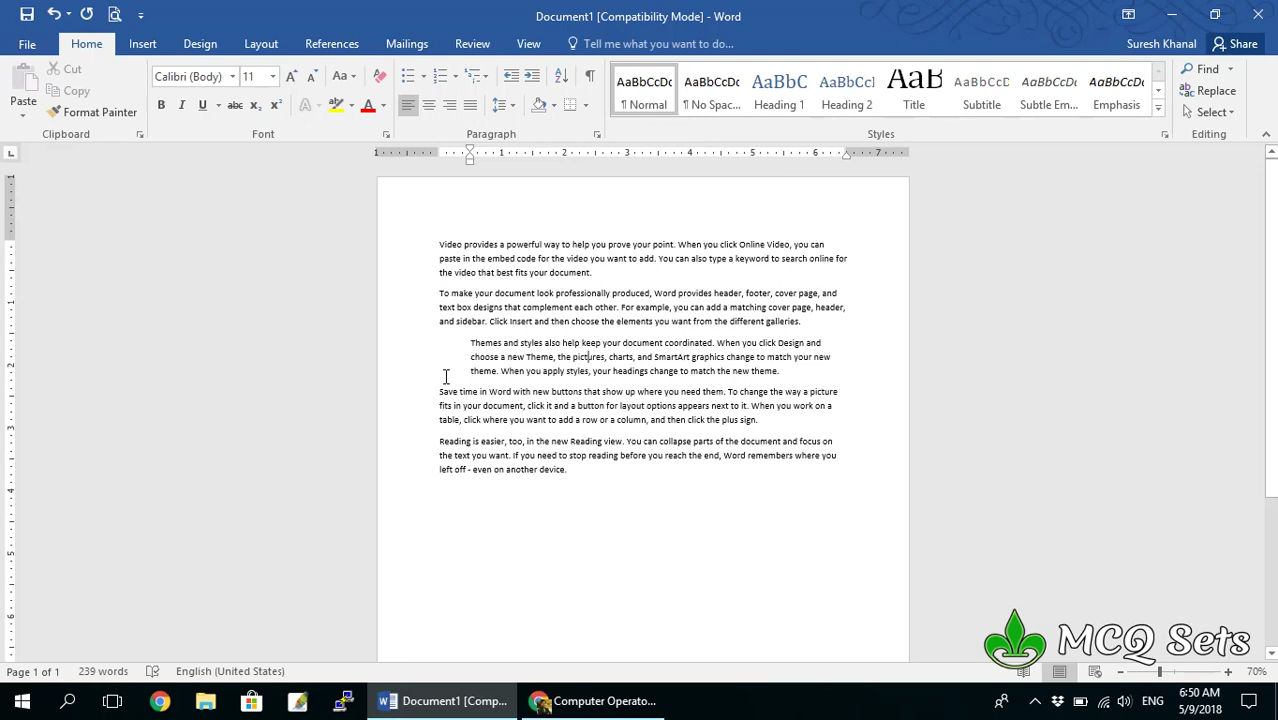 Document1 [Compatibility Mode] - Word
File Home Insert Design Layout References Mailings Review View Tell me what you want to do... Suresh Khanal Share
Paste
Cut
Copy
Format Painter
Calibri (Body) 11
AaBbCcDc AaBbCcDc AaBbC AaBbCcI AaB AaBbCcD AaBbCcDc AaBbCcDc
¶ Normal ¶ No Spac... Heading 1 Heading 2 Title Subtitle Subtle Em... Emphasis
Find
Replace
Select
Clipboard Font Paragraph Styles Editing
1 1 2 3 4 5 6 7
Video provides a powerful way to help you prove your point. When you click Online Video, you can
paste in the embed code for the video you want to add. You can also type a keyword to search online for
the video that best fits your document.
To make your document look professionally produced, Word provides header, footer, cover page, and
text box designs that complement each other. For example, you can add a matching cover page, header,
and sidebar. Click Insert and then choose the elements you want from the different galleries.
Themes and styles also help keep your document coordinated. When you click Design and
choose a new Theme, the pictures, charts, and SmartArt graphics change to match your new
theme. When you apply styles, your headings change to match the new theme.
Save time in Word with new buttons that show up where you need them. To change the way a picture
fits in your document, click it and a button for layout options appears next to it. When you work on a
table, click where you want to add a row or a column, and then click the plus sign.
Reading is easier, too, in the new Reading view. You can collapse parts of the document and focus on
the text you want. If you need to stop reading before you reach the end, Word remembers where you
left off - even on another device.
MCQ Sets
Page 1 of 1 239 words English (United States) 70%
Document1 [Comp... Computer Operato... ENG 6:50 AM
5/9/2018